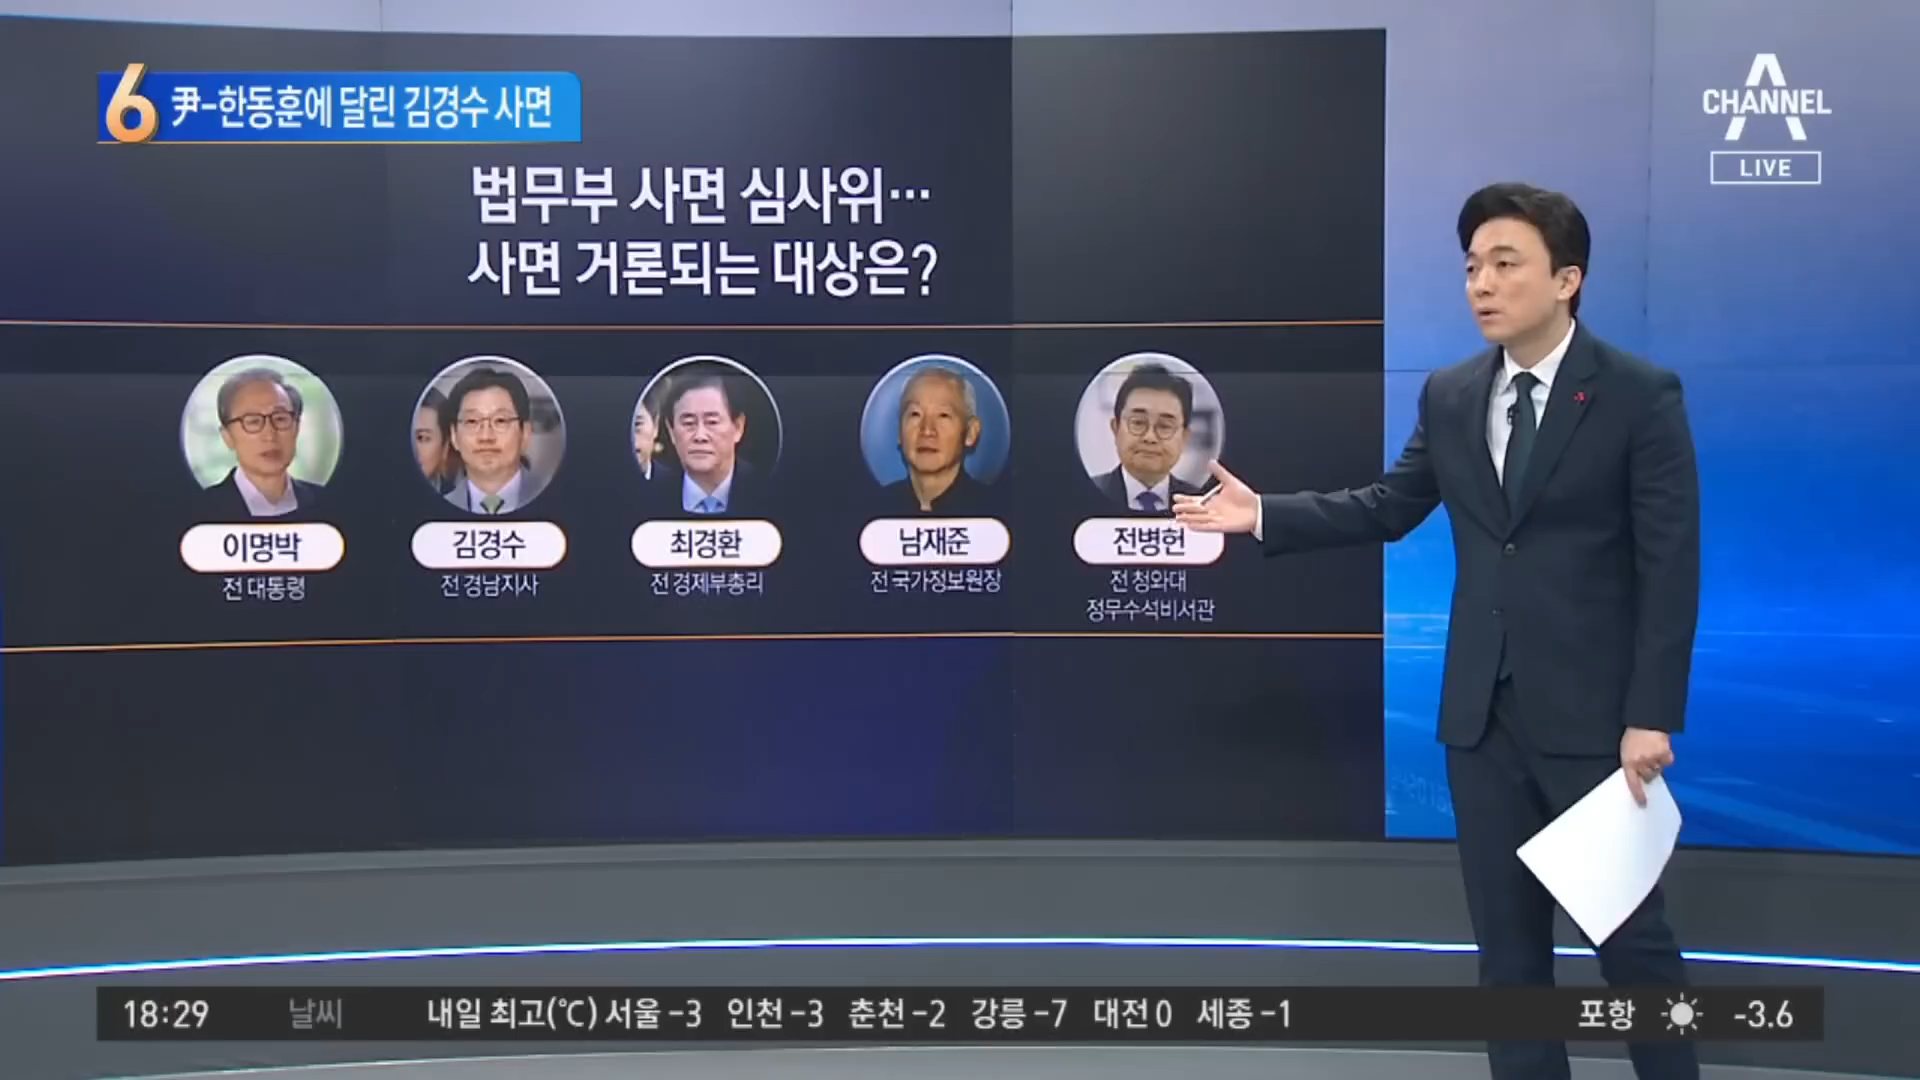 6 尹-한동훈에 달린 김경수 사면
CHANNEL A
LIVE
법무부 사면 심사위…
사면 거론되는 대상은?
이명박
전 대통령
김경수
전 경남지사
최경환
전 경제부총리
남재준
전 국가정보원장
전병헌
전 청와대
정무수석비서관
18:29 날씨 내일 최고(℃) 서울 -3 인천 -3 춘천 -2 강릉 -7 대전 0 세종 -1 포항 -3.6